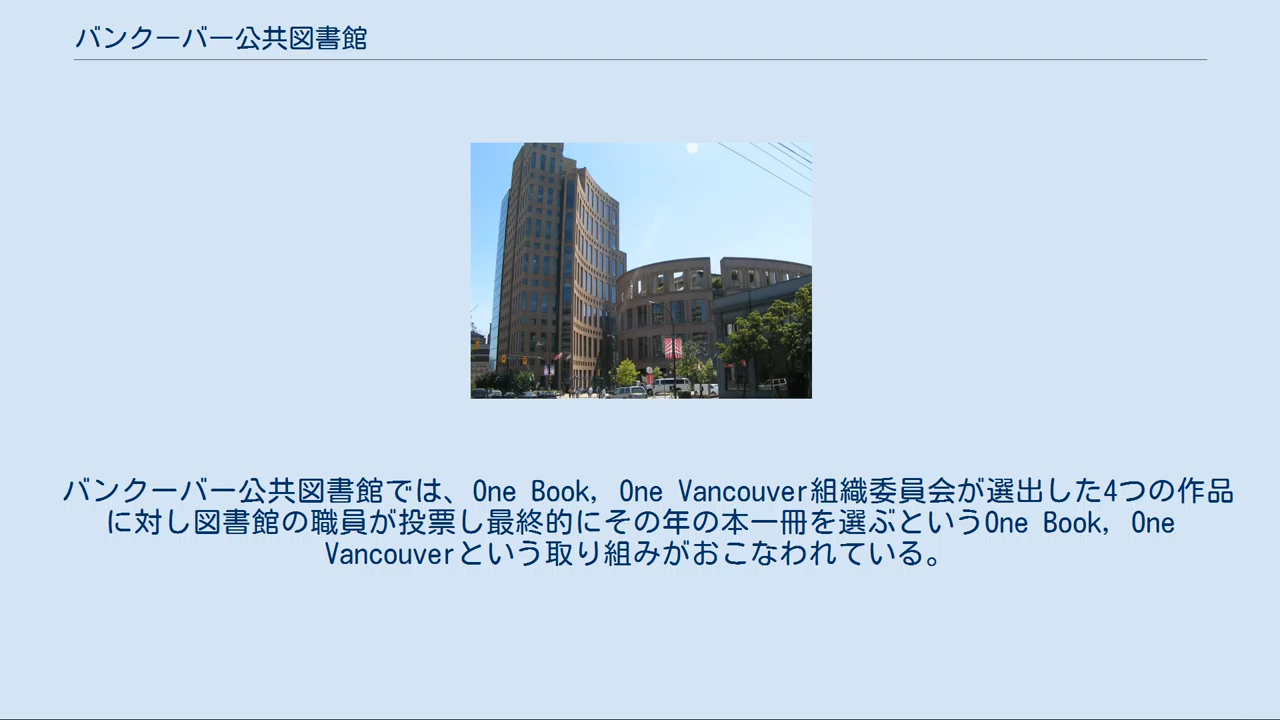 バンクーバー公共図書館
バンクーバー公共図書館では、One Book, One Vancouver組織委員会が選出した4つの作品
に対し図書館の職員が投票し最終的にその年の本一冊を選ぶというOne Book, One
Vancouverという取り組みがおこなわれている。